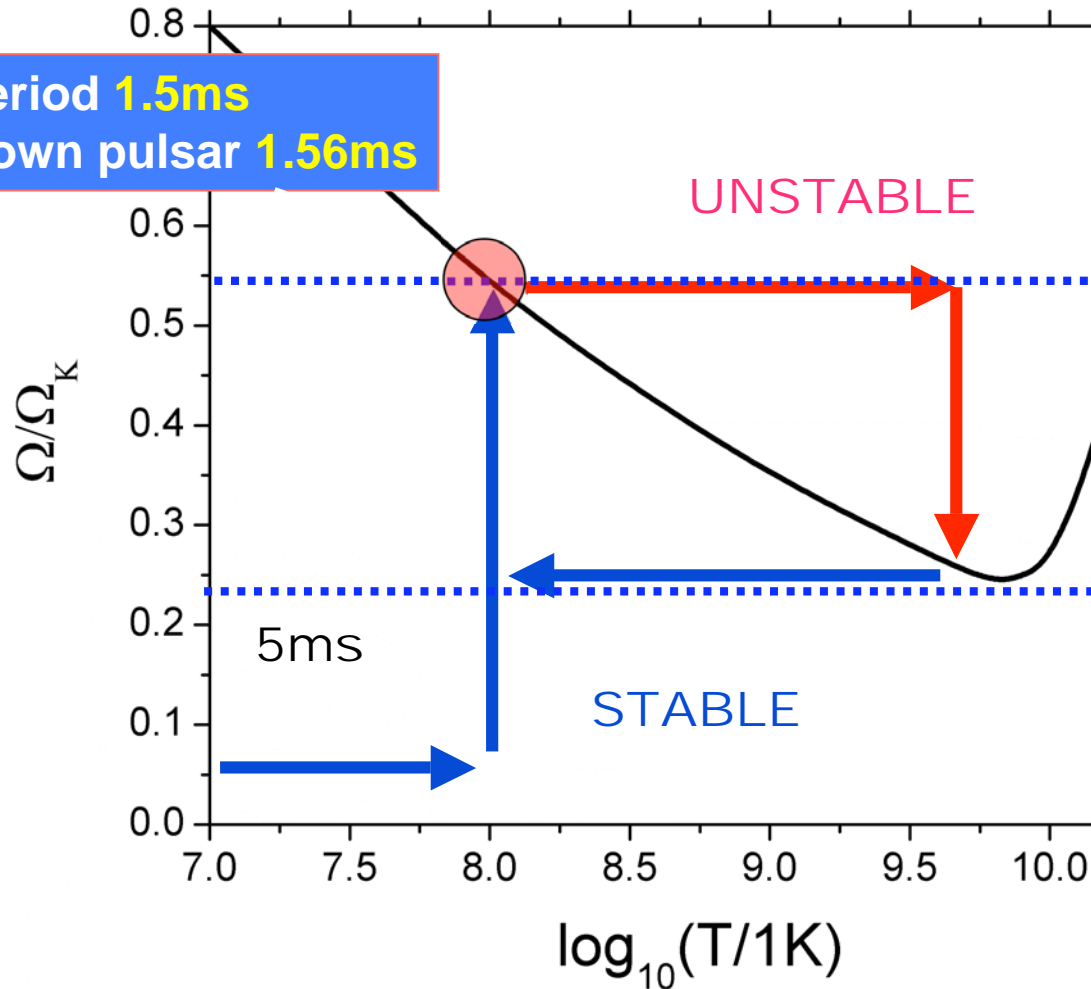 0.8
eriod 1.5ms
own pulsar 1.56ms
UNSTABLE
0.6
0.5
Ω/Ω_K
0.4
0.3
0.2
5ms
STABLE
0.1
0.0
7.0 7.5 8.0 8.5 9.0 9.5 10.0
log₁₀(T/1K)